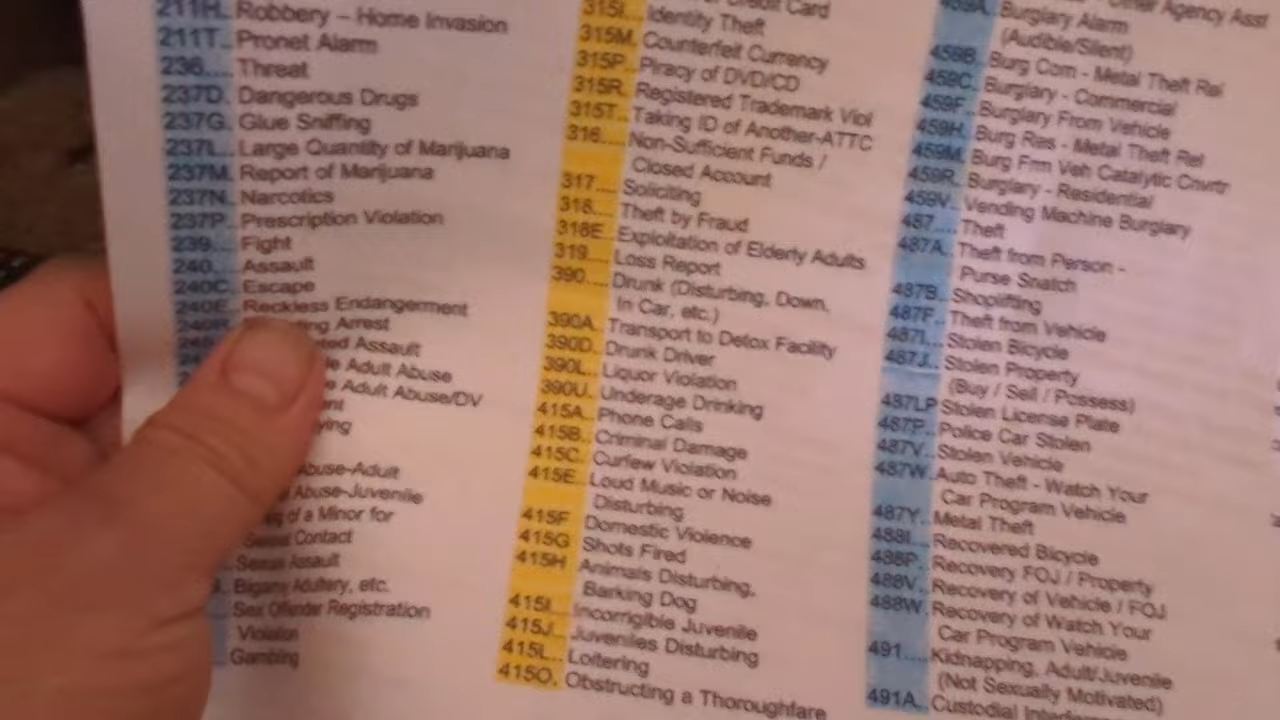 211H. Robbery – Home Invasion
211T.. Pronet Alarm
236.... Threat
237D. Dangerous Drugs
237G. Glue Sniffing
237L... Large Quantity of Marijuana
237M. Report of Marijuana
237N.. Narcotics
237P.. Prescription Violation
239.... Fight
240.... Assault
240C. Escape
240E.. Reckless Endangerment
ting Arrest
ted Assault
e Adult Abuse
e Adult Abuse/DV
Abuse-Adult
Abuse-Juvenile
of a Minor for
Sexual Contact
Sexual Assault
Bigamy Adultery, etc.
Sex Offender Registration
Violation
Gambling
Credit Card
315I... Identity Theft
315M. Counterfeit Currency
315P.. Piracy of DVD/CD
315R. Registered Trademark Viol
315T.. Taking ID of Another-ATTC
316.... Non-Sufficient Funds /
Closed Account
317.... Soliciting
318.... Theft by Fraud
318E.. Exploitation of Elderly Adults
319.... Loss Report
390.... Drunk (Disturbing, Down,
In Car, etc.)
390A.. Transport to Detox Facility
390D.. Drunk Driver
390L... Liquor Violation
390U.. Underage Drinking
415A.. Phone Calls
415B.. Criminal Damage
415C.. Curfew Violation
415E.. Loud Music or Noise
Disturbing
415F Domestic Violence
415G Shots Fired
415H Animals Disturbing,
Barking Dog
415I... Incorrigible Juvenile
415J... Juveniles Disturbing
415L... Loitering
415O. Obstructing a Thoroughfare
Other Agency Asst
459A. Burglary Alarm
(Audible/Silent)
459B. Burg Com - Metal Theft Rel
459C. Burglary - Commercial
459F.. Burglary From Vehicle
459H. Burg Res - Metal Theft Rel
459M. Burg Frm Veh Catalytic Cnvrtr
459R. Burglary - Residential
459V.. Vending Machine Burglary
487.... Theft
487A.. Theft from Person -
Purse Snatch
487B.. Shoplifting
487F.. Theft from Vehicle
487I... Stolen Bicycle
487J... Stolen Property
(Buy / Sell / Possess)
487LP Stolen License Plate
487P.. Police Car Stolen
487V.. Stolen Vehicle
487W. Auto Theft - Watch Your
Car Program Vehicle
487Y.. Metal Theft
488I... Recovered Bicycle
488P.. Recovery FOJ / Property
488V.. Recovery of Vehicle / FOJ
488W. Recovery of Watch Your
Car Program Vehicle
491.... Kidnapping, Adult/Juvenile
(Not Sexually Motivated)
491A.. Custodial